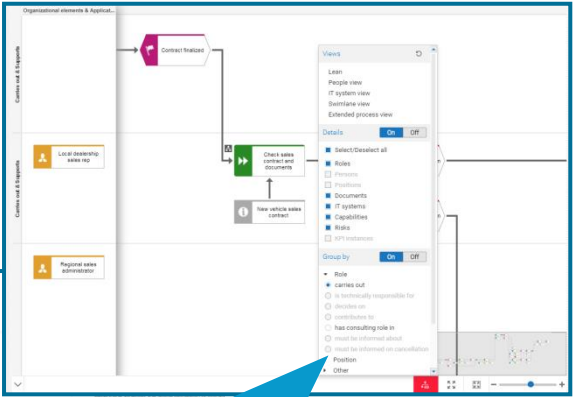 Organizational elements & Applicat...
Carries out & Supports
Contract finalized
Carries out & Supports
Local dealership
sales rep
Check sales
contract and
documents
New vehicle sales
contract
Regional sales
administrator
Views
Lean
People view
IT system view
Swimlane view
Extended process view
Details
On
Off
Select/Deselect all
Roles
Persons
Positions
Documents
IT systems
Capabilities
Risks
KPI instances
Group by
On
Off
Role
carries out
is technically responsible for
decides on
contributes to
has consulting role in
must be informed about
must be informed on cancellation
Position
Other